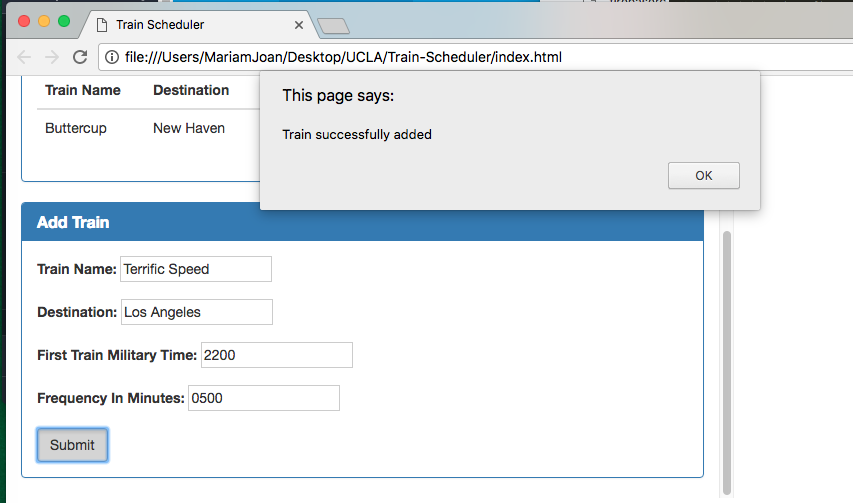 Train Scheduler
file:///Users/MariamJoan/Desktop/UCLA/Train-Scheduler/index.html
This page says:
Train successfully added
OK
Train Name Destination
Buttercup New Haven
Add Train
Train Name: Terrific Speed
Destination: Los Angeles
First Train Military Time: 2200
Frequency In Minutes: 0500
Submit